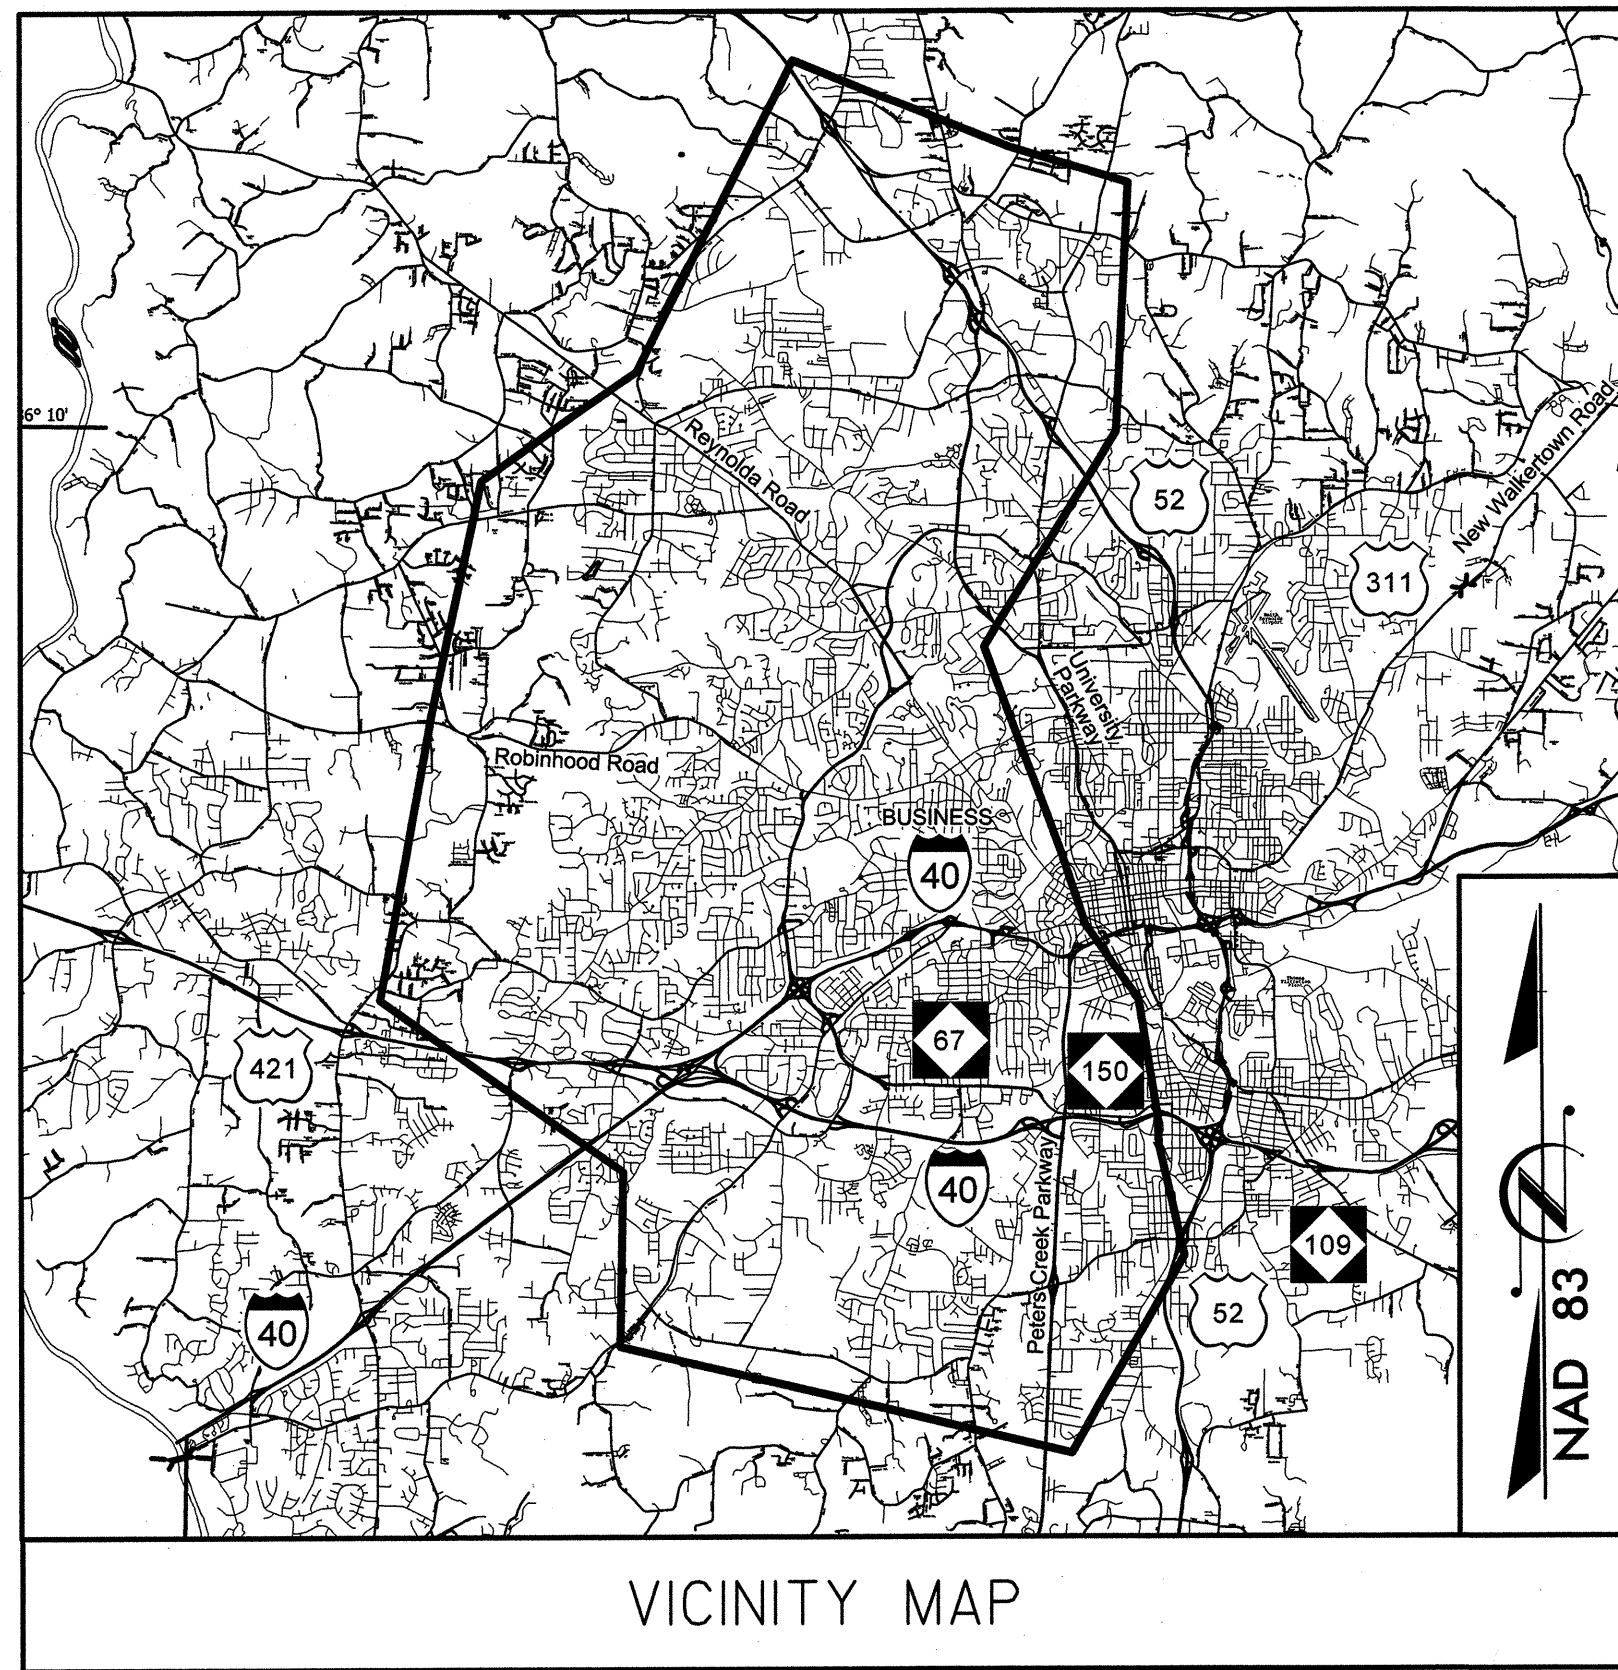 6° 10'
Reynolda Road
New Walkertown Road
52
311
University
Parkway
Robinhood Road
BUSINESS
40
67
150
421
40
Peters Creek Parkway
109
52
40
NAD 83
VICINITY MAP